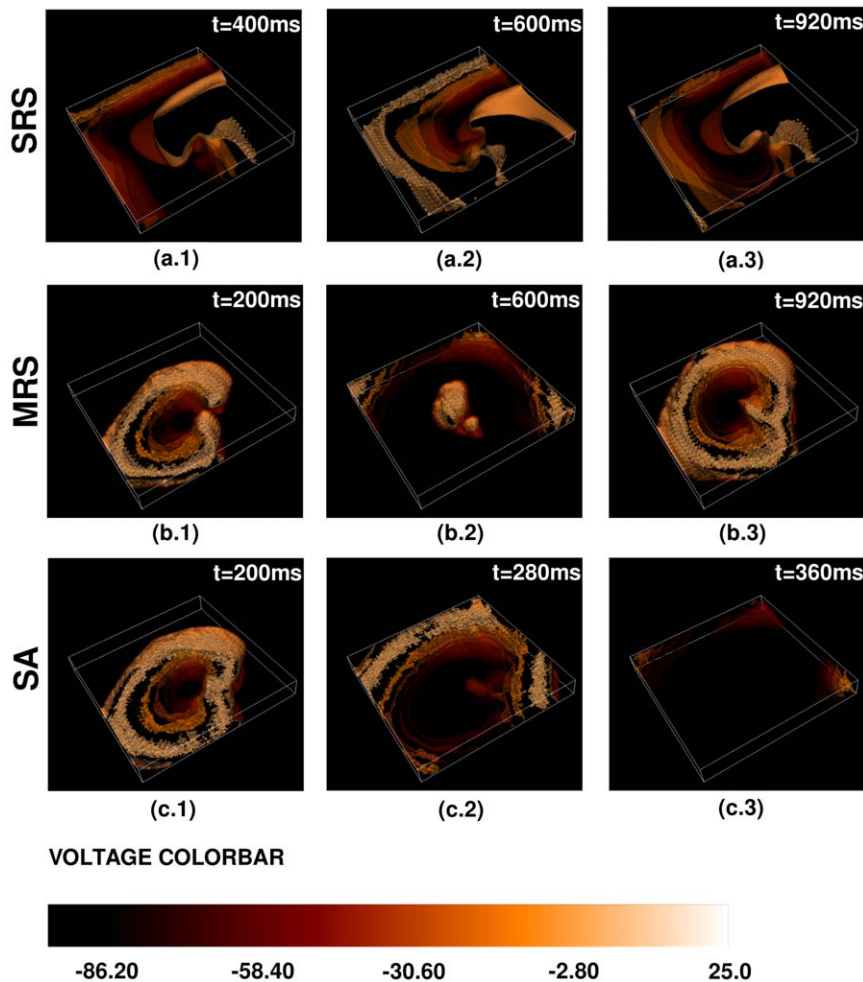 SRS
t=400ms
t=600ms
t=920ms
(a.1)
(a.2)
(a.3)
MRS
t=200ms
t=600ms
t=920ms
(b.1)
(b.2)
(b.3)
SA
t=200ms
t=280ms
t=360ms
(c.1)
(c.2)
(c.3)
VOLTAGE COLORBAR
-86.20 -58.40 -30.60 -2.80 25.0